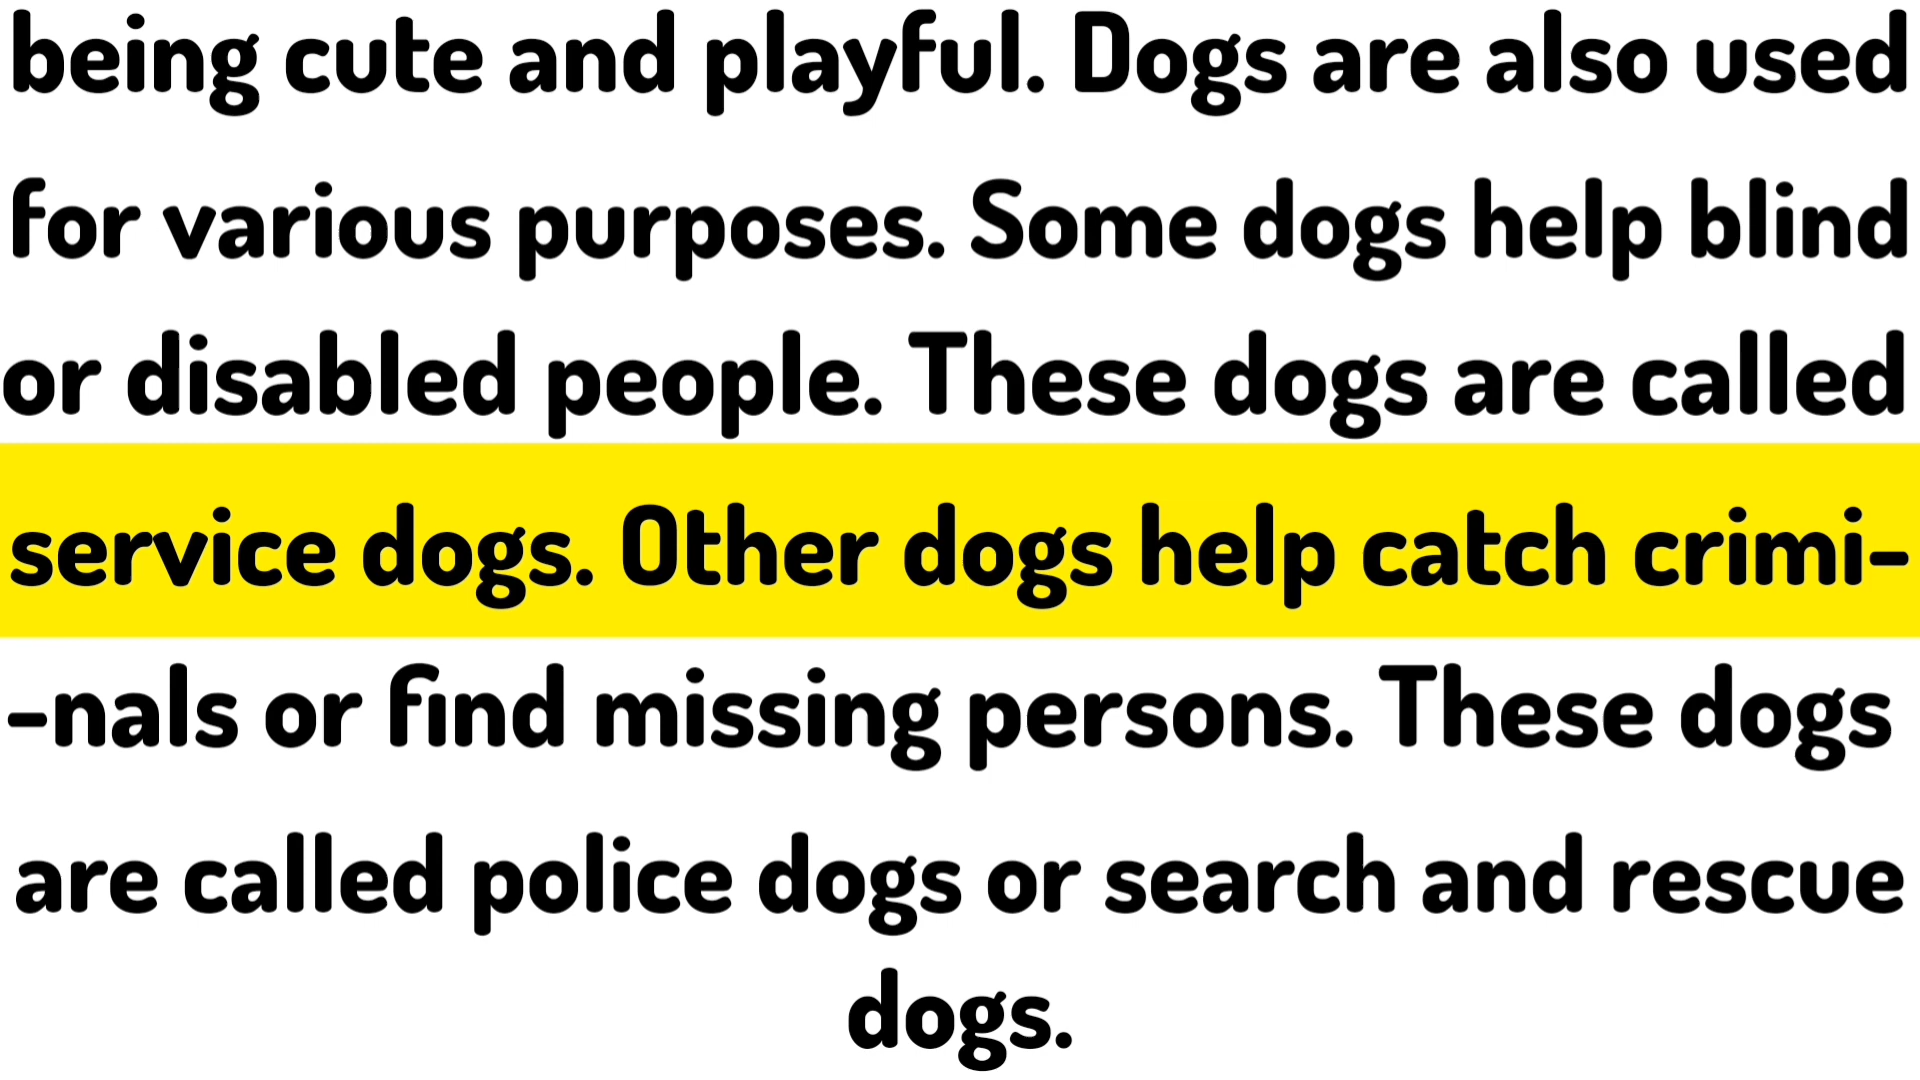 being cute and playful. Dogs are also used
for various purposes. Some dogs help blind
or disabled people. These dogs are called
service dogs. Other dogs help catch crimi-
-nals or find missing persons. These dogs
are called police dogs or search and rescue
dogs.